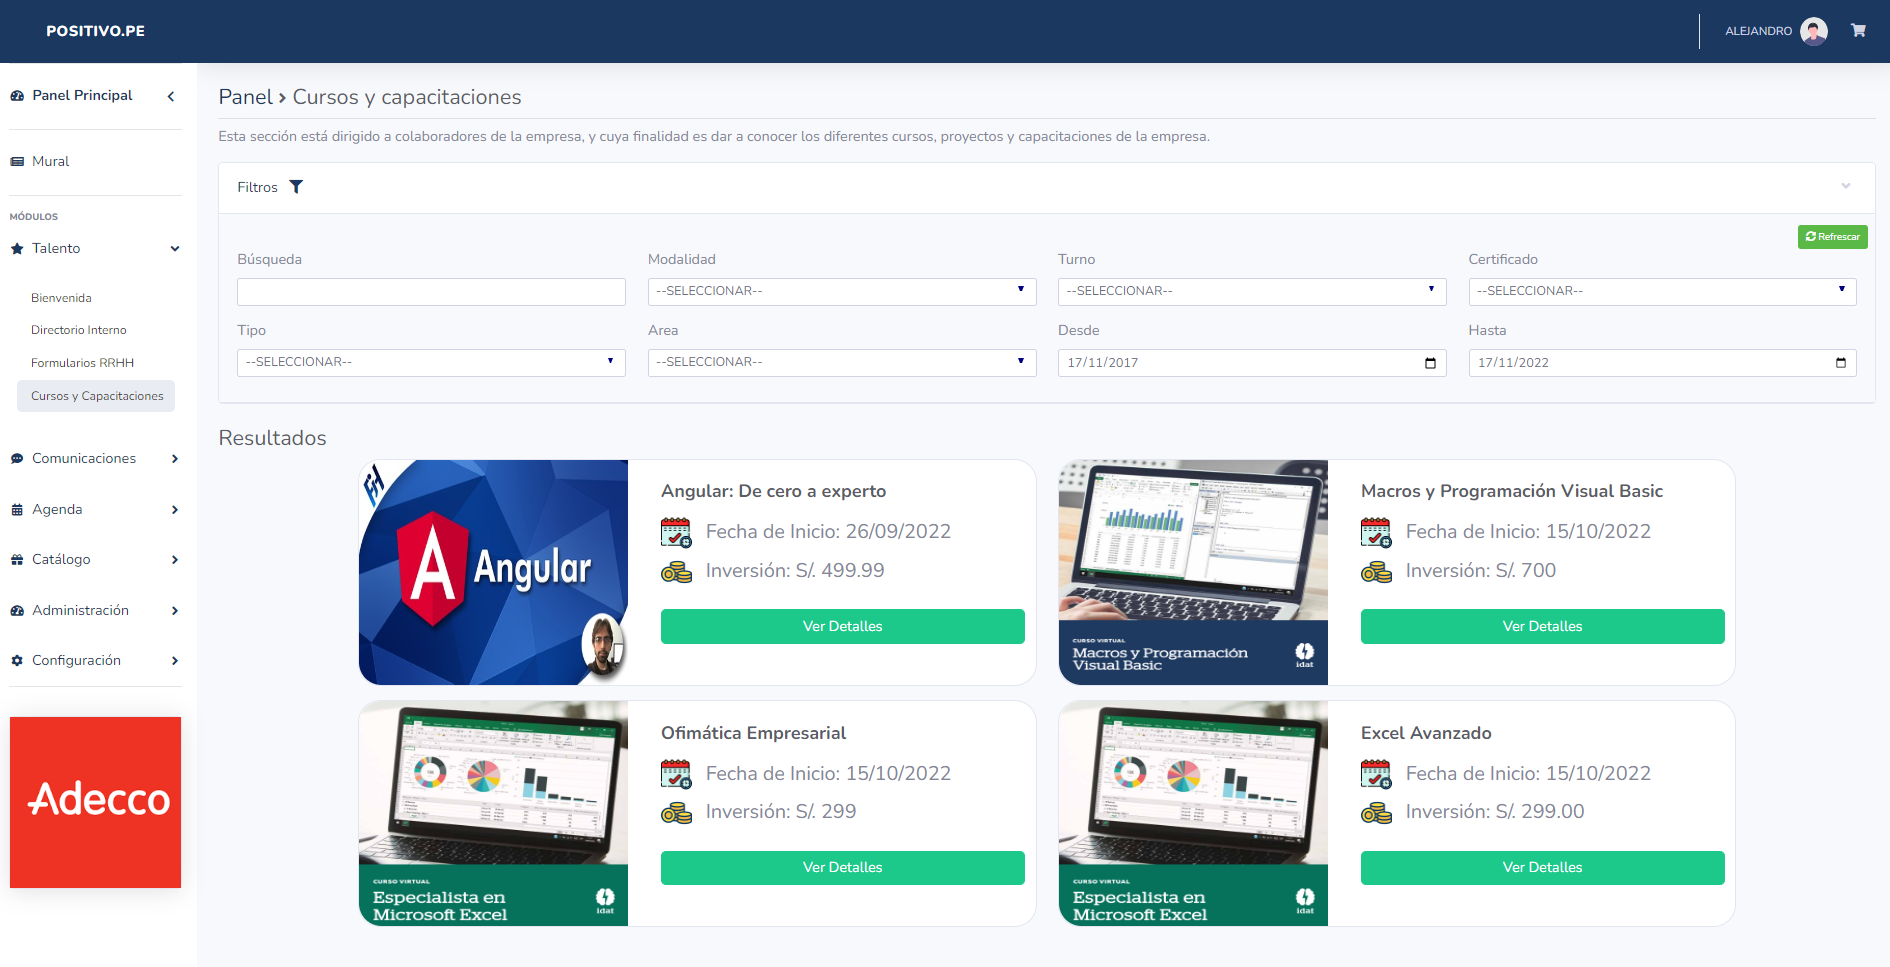 POSITIVO.PE
ALEJANDRO
Panel Principal
Mural
MÓDULOS
Talento
Bienvenida
Directorio Interno
Formularios RRHH
Cursos y Capacitaciones
Comunicaciones
Agenda
Catálogo
Administración
Configuración
Adecco
Panel > Cursos y capacitaciones
Esta sección está dirigido a colaboradores de la empresa, y cuya finalidad es dar a conocer los diferentes cursos, proyectos y capacitaciones de la empresa.
Filtros
Refrescar
Búsqueda
Modalidad
Turno
Certificado
--SELECCIONAR--
--SELECCIONAR--
--SELECCIONAR--
Tipo
Area
Desde
Hasta
--SELECCIONAR--
--SELECCIONAR--
17/11/2017
17/11/2022
Resultados
Angular
Angular: De cero a experto
Fecha de Inicio: 26/09/2022
Inversión: S/. 499.99
Ver Detalles
CURSO VIRTUAL
Macros y Programación
Visual Basic
idat
Macros y Programación Visual Basic
Fecha de Inicio: 15/10/2022
Inversión: S/. 700
Ver Detalles
CURSO VIRTUAL
Especialista en
Microsoft Excel
idat
Ofimática Empresarial
Fecha de Inicio: 15/10/2022
Inversión: S/. 299
Ver Detalles
CURSO VIRTUAL
Especialista en
Microsoft Excel
idat
Excel Avanzado
Fecha de Inicio: 15/10/2022
Inversión: S/. 299.00
Ver Detalles